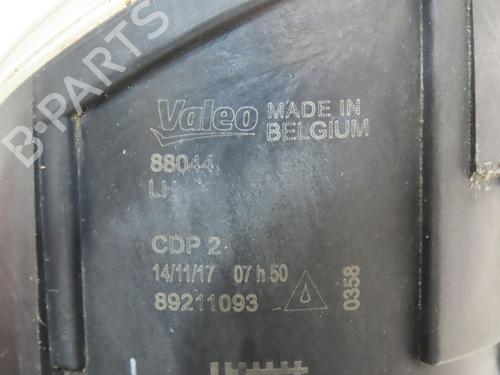 B-PARTS
Valeo MADE IN
BELGIUM
88044
LH
CDP 2
14/11/17 07 h 50
89211093
0358